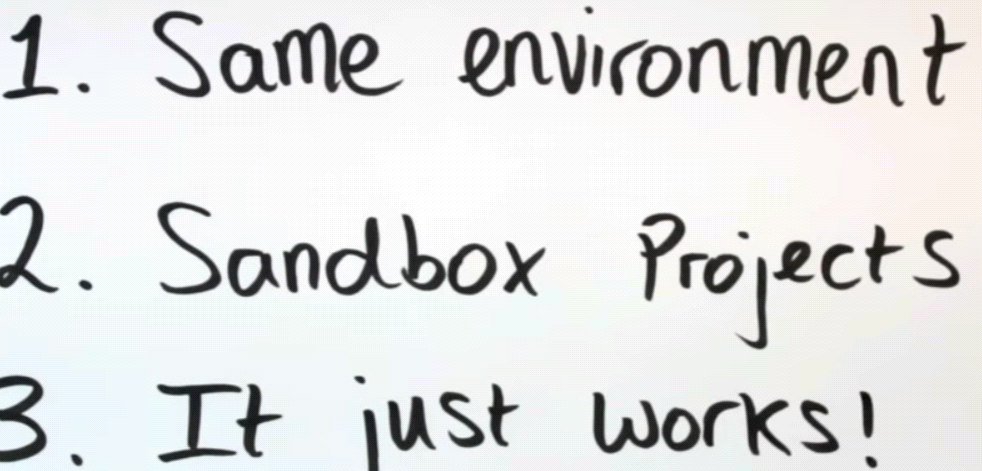 1. Same environment
2. Sandbox Projects
3. It just works!